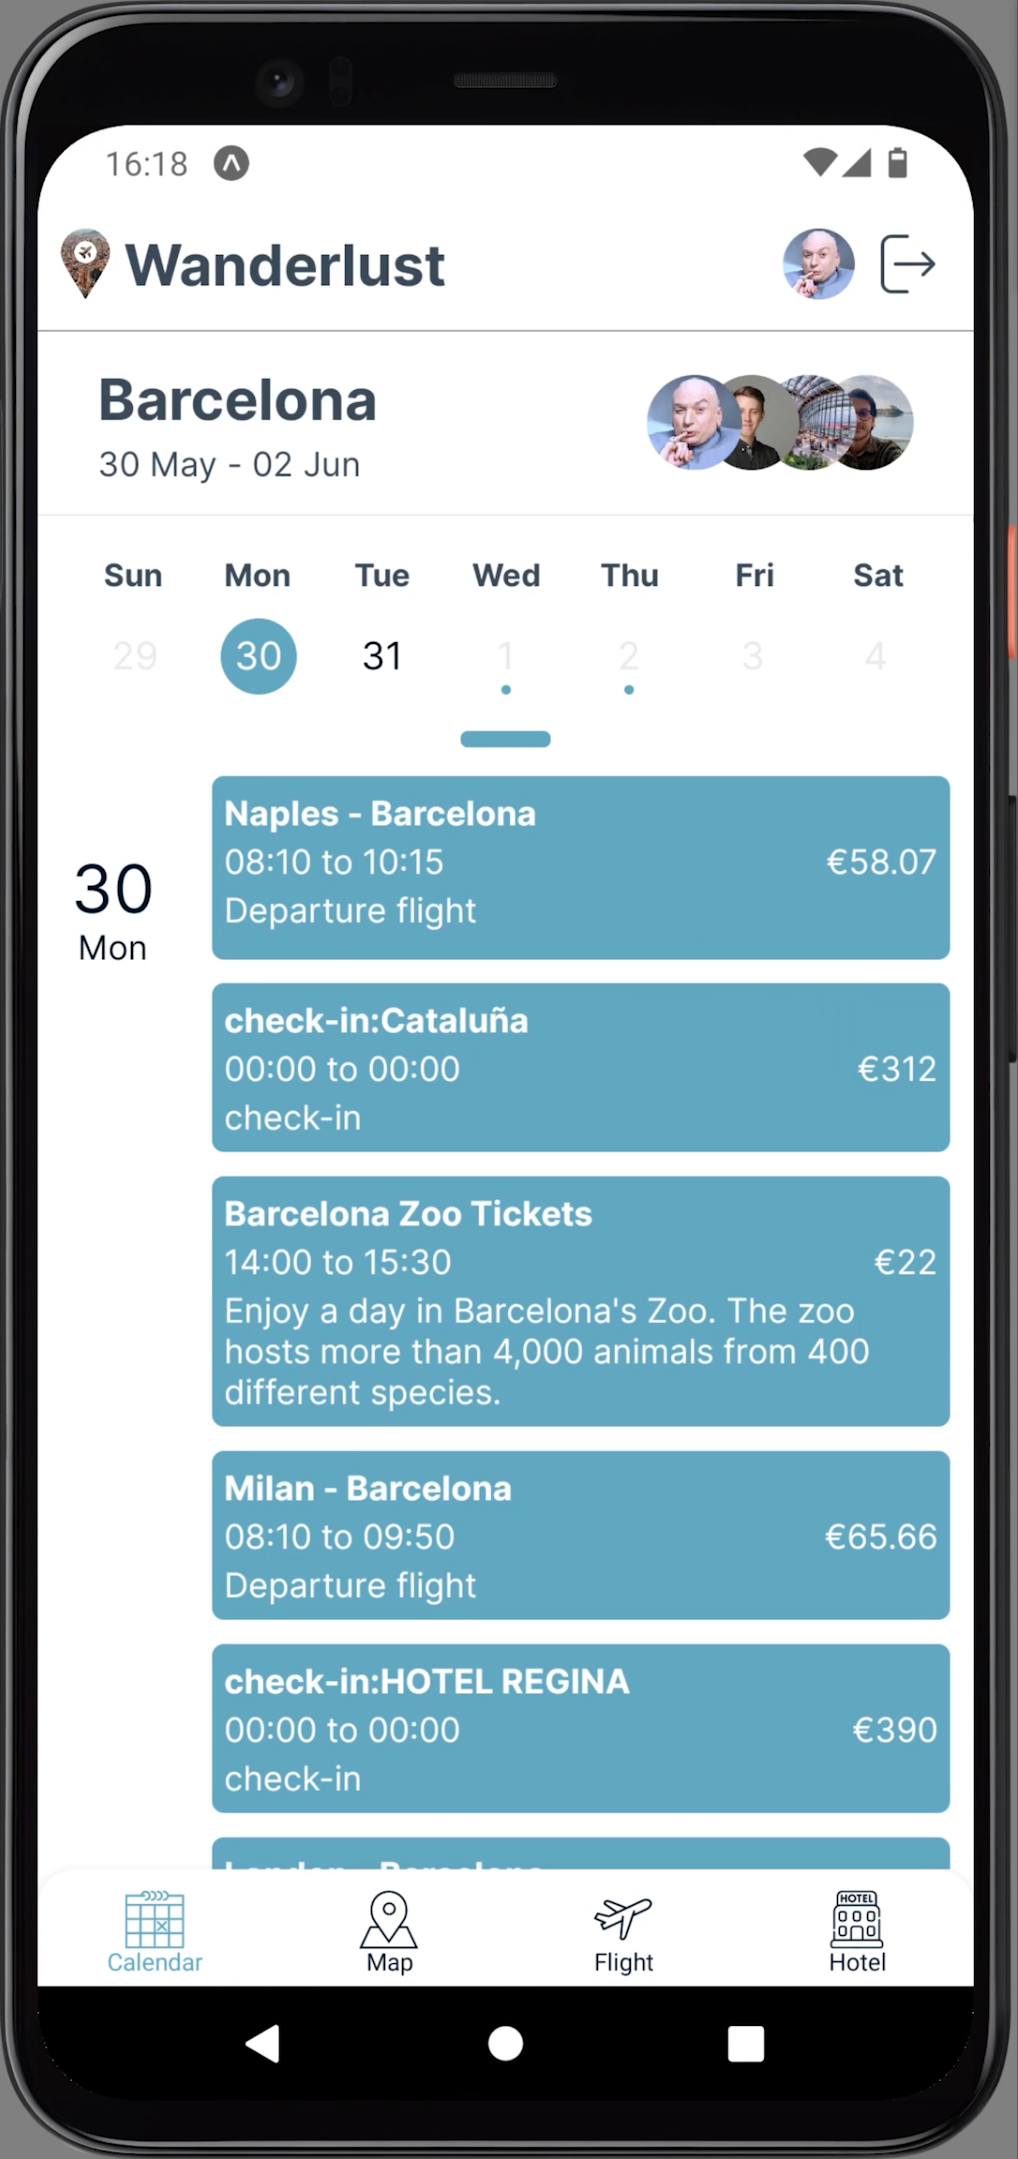 16:18
Wanderlust
Barcelona
30 May - 02 Jun
Sun Mon Tue Wed Thu Fri Sat
29 30 31 1 2 3 4
30
Mon
Naples - Barcelona
08:10 to 10:15 €58.07
Departure flight
check-in:Cataluña
00:00 to 00:00 €312
check-in
Barcelona Zoo Tickets
14:00 to 15:30 €22
Enjoy a day in Barcelona's Zoo. The zoo
hosts more than 4,000 animals from 400
different species.
Milan - Barcelona
08:10 to 09:50 €65.66
Departure flight
check-in:HOTEL REGINA
00:00 to 00:00 €390
check-in
London - Barcelona
HOTEL
Calendar Map Flight Hotel